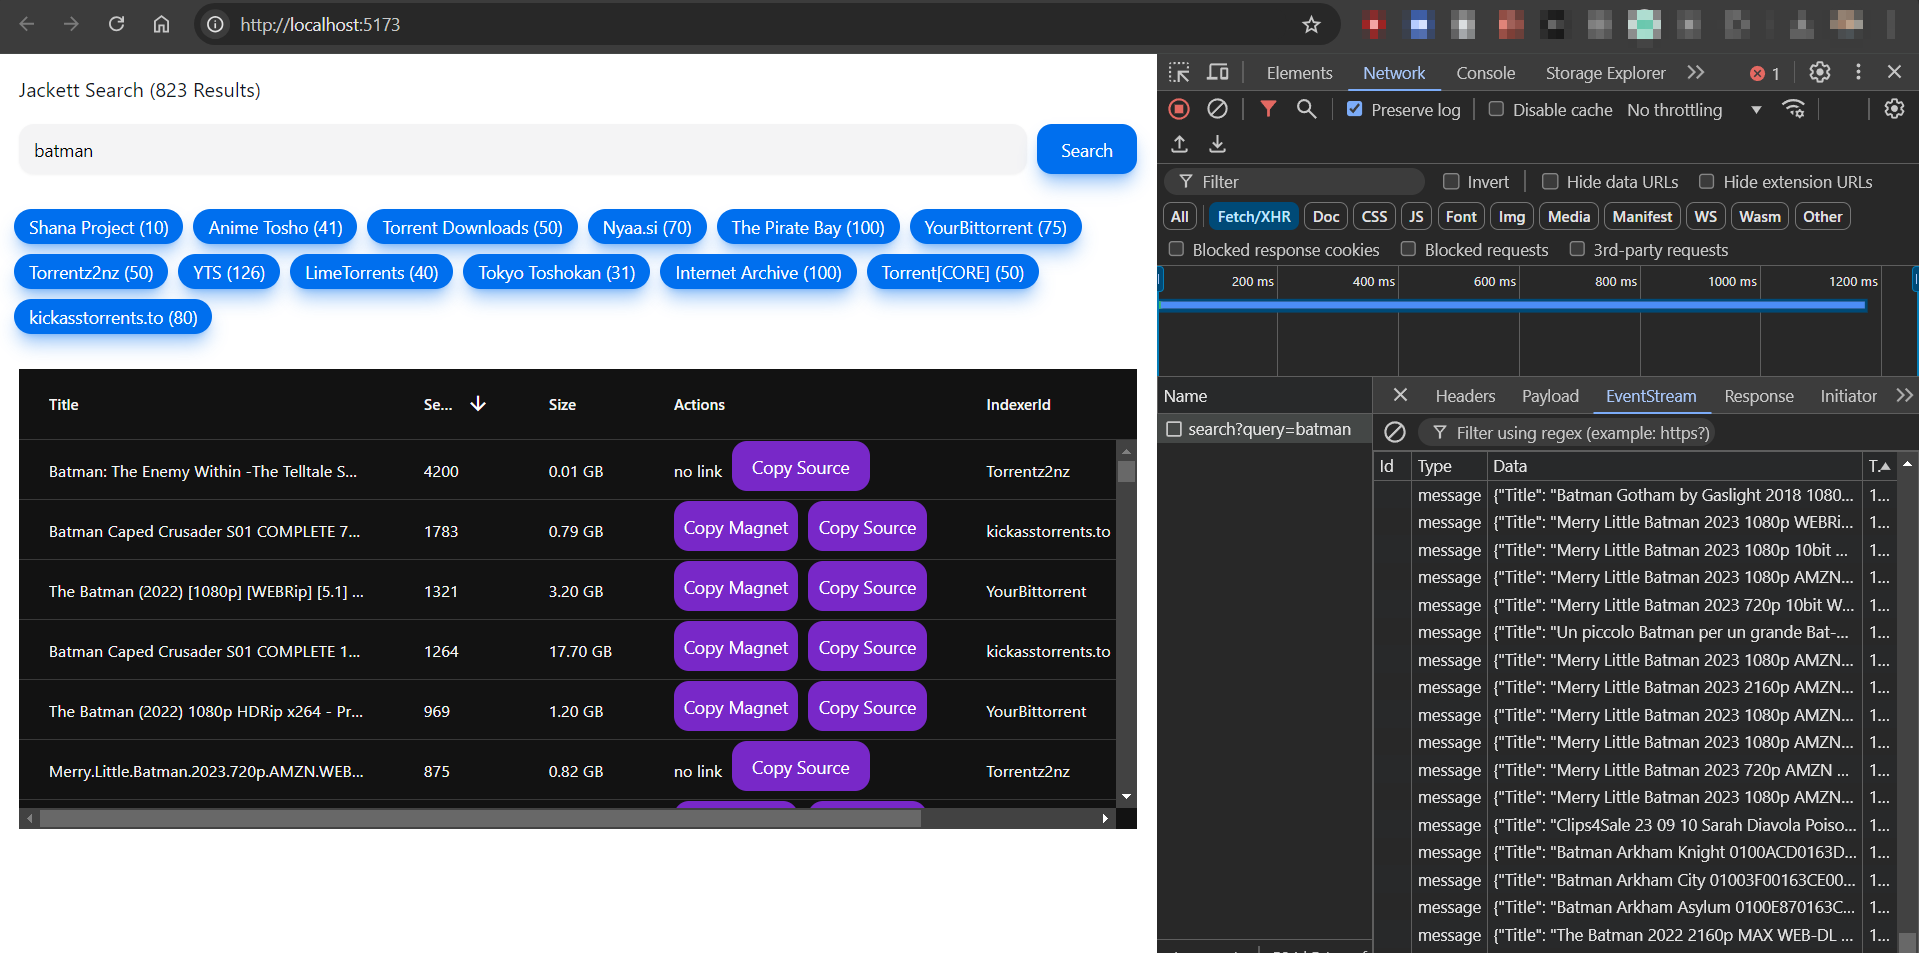 http://localhost:5173
Jackett Search (823 Results)
batman
Search
Shana Project (10)
Anime Tosho (41)
Torrent Downloads (50)
Nyaa.si (70)
The Pirate Bay (100)
YourBittorrent (75)
Torrentz2nz (50)
YTS (126)
LimeTorrents (40)
Tokyo Toshokan (31)
Internet Archive (100)
Torrent[CORE] (50)
kickasstorrents.to (80)
Title Se... Size Actions IndexerId
Batman: The Enemy Within -The Telltale S... 4200 0.01 GB no link Copy Source Torrentz2nz
Batman Caped Crusader S01 COMPLETE 7... 1783 0.79 GB Copy Magnet Copy Source kickasstorrents.to
The Batman (2022) [1080p] [WEBRip] [5.1] ... 1321 3.20 GB Copy Magnet Copy Source YourBittorrent
Batman Caped Crusader S01 COMPLETE 1... 1264 17.70 GB Copy Magnet Copy Source kickasstorrents.to
The Batman (2022) 1080p HDRip x264 - Pr... 969 1.20 GB Copy Magnet Copy Source YourBittorrent
Merry.Little.Batman.2023.720p.AMZN.WEB... 875 0.82 GB no link Copy Source Torrentz2nz
Elements Network Console Storage Explorer 1
Preserve log Disable cache No throttling
Filter Invert Hide data URLs Hide extension URLs
All Fetch/XHR Doc CSS JS Font Img Media Manifest WS Wasm Other
Blocked response cookies Blocked requests 3rd-party requests
200 ms 400 ms 600 ms 800 ms 1000 ms 1200 ms
Name
search?query=batman
Headers Payload EventStream Response Initiator
Filter using regex (example: https?)
Id Type Data T...
message {"Title": "Batman Gotham by Gaslight 2018 1080... 1...
message {"Title": "Merry Little Batman 2023 1080p WEBRi... 1...
message {"Title": "Merry Little Batman 2023 1080p 10bit ... 1...
message {"Title": "Merry Little Batman 2023 1080p AMZN... 1...
message {"Title": "Merry Little Batman 2023 720p 10bit W... 1...
message {"Title": "Un piccolo Batman per un grande Bat-... 1...
message {"Title": "Merry Little Batman 2023 1080p AMZN... 1...
message {"Title": "Merry Little Batman 2023 2160p AMZN... 1...
message {"Title": "Merry Little Batman 2023 1080p AMZN... 1...
message {"Title": "Merry Little Batman 2023 1080p AMZN... 1...
message {"Title": "Merry Little Batman 2023 720p AMZN ... 1...
message {"Title": "Merry Little Batman 2023 1080p AMZN... 1...
message {"Title": "Clips4Sale 23 09 10 Sarah Diavola Poiso... 1...
message {"Title": "Batman Arkham Knight 0100ACD0163D... 1...
message {"Title": "Batman Arkham City 01003F00163CE00... 1...
message {"Title": "Batman Arkham Asylum 0100E870163C... 1...
message {"Title": "The Batman 2022 2160p MAX WEB-DL ... 1...